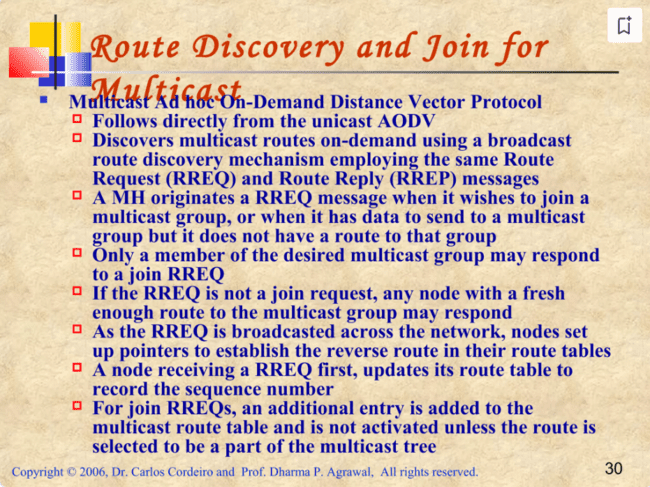 Route Discovery and Join for
Multicast
Multicast Ad hoc On-Demand Distance Vector Protocol
Follows directly from the unicast AODV
Discovers multicast routes on-demand using a broadcast
route discovery mechanism employing the same Route
Request (RREQ) and Route Reply (RREP) messages
A MH originates a RREQ message when it wishes to join a
multicast group, or when it has data to send to a multicast
group but it does not have a route to that group
Only a member of the desired multicast group may respond
to a join RREQ
If the RREQ is not a join request, any node with a fresh
enough route to the multicast group may respond
As the RREQ is broadcasted across the network, nodes set
up pointers to establish the reverse route in their route tables
A node receiving a RREQ first, updates its route table to
record the sequence number
For join RREQs, an additional entry is added to the
multicast route table and is not activated unless the route is
selected to be a part of the multicast tree
Copyright © 2006, Dr. Carlos Cordeiro and Prof. Dharma P. Agrawal, All rights reserved.
30